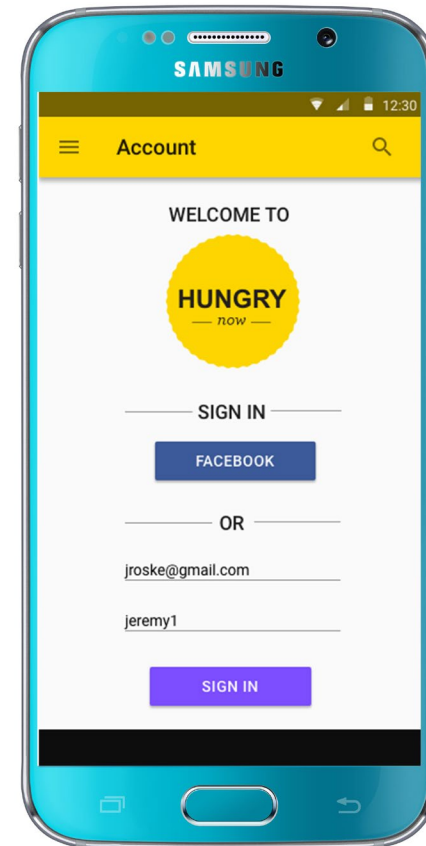 SAMSUNG
12:30
Account
WELCOME TO
HUNGRY
now
SIGN IN
FACEBOOK
OR
jroske@gmail.com
jeremy1
SIGN IN